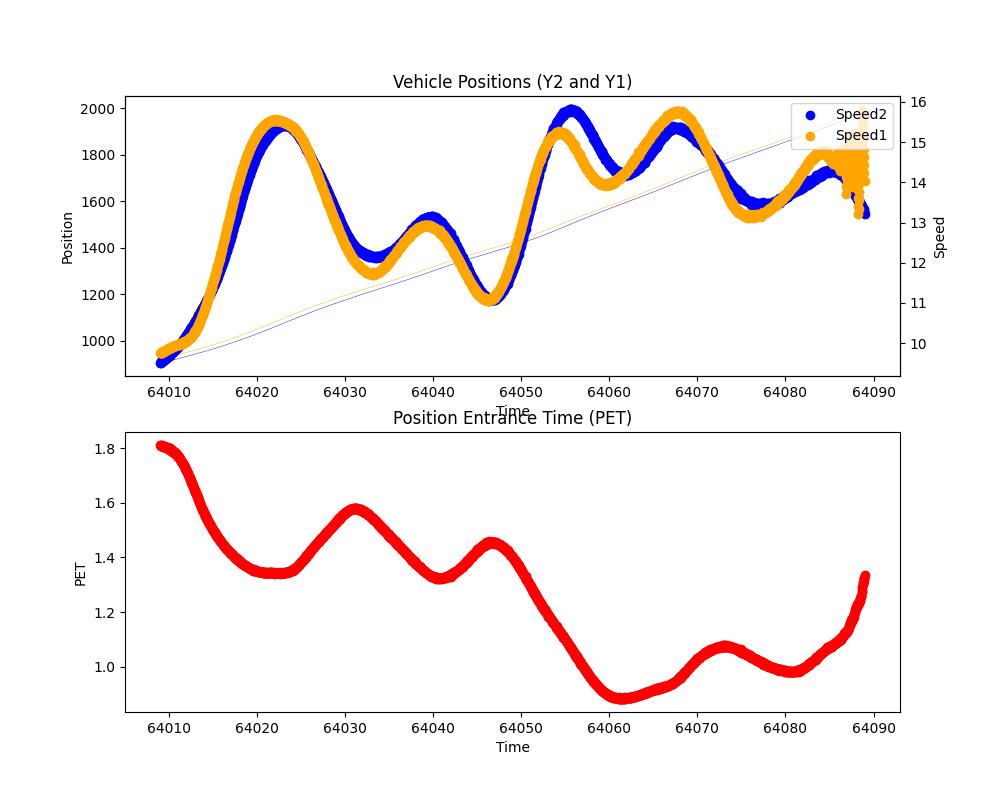 Vehicle Positions (Y2 and Y1)
2000
1800
1600
1400
1200
1000
Position
16
15
14
13
12
11
10
Speed
Speed2
Speed1
64010 64020 64030 64040 64050 64060 64070 64080 64090
Time
Position Entrance Time (PET)
1.8
1.6
1.4
1.2
1.0
PET
64010 64020 64030 64040 64050 64060 64070 64080 64090
Time